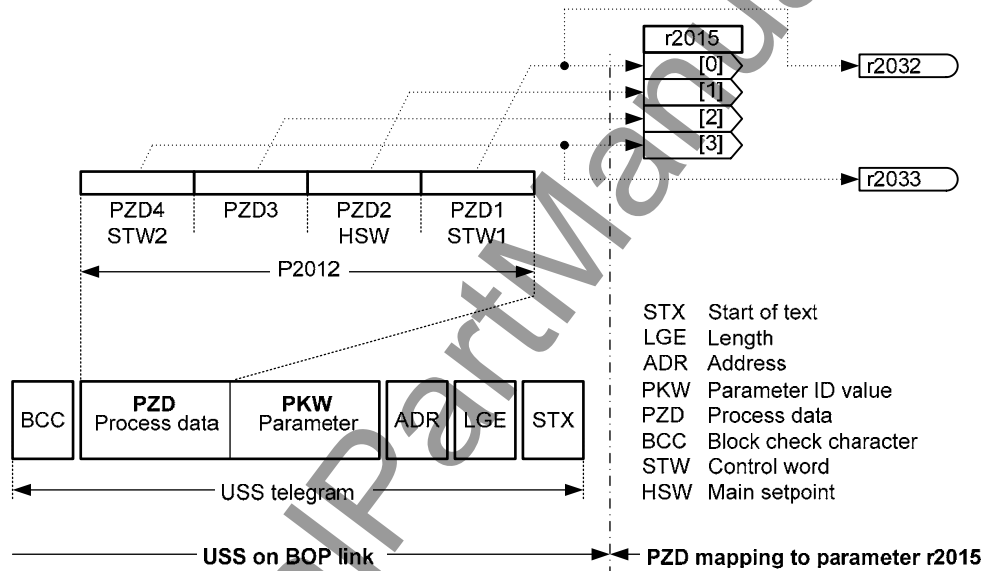 r2015
[0]
r2032
[1]
[2]
[3]
r2033
PZD4 PZD3 PZD2 PZD1
STW2 HSW STW1
P2012
STX Start of text
LGE Length
ADR Address
PKW Parameter ID value
PZD Process data
BCC Block check character
STW Control word
HSW Main setpoint
BCC
PZD
Process data
PKW
Parameter
ADR
LGE
STX
USS telegram
USS on BOP link
PZD mapping to parameter r2015
lPartManu